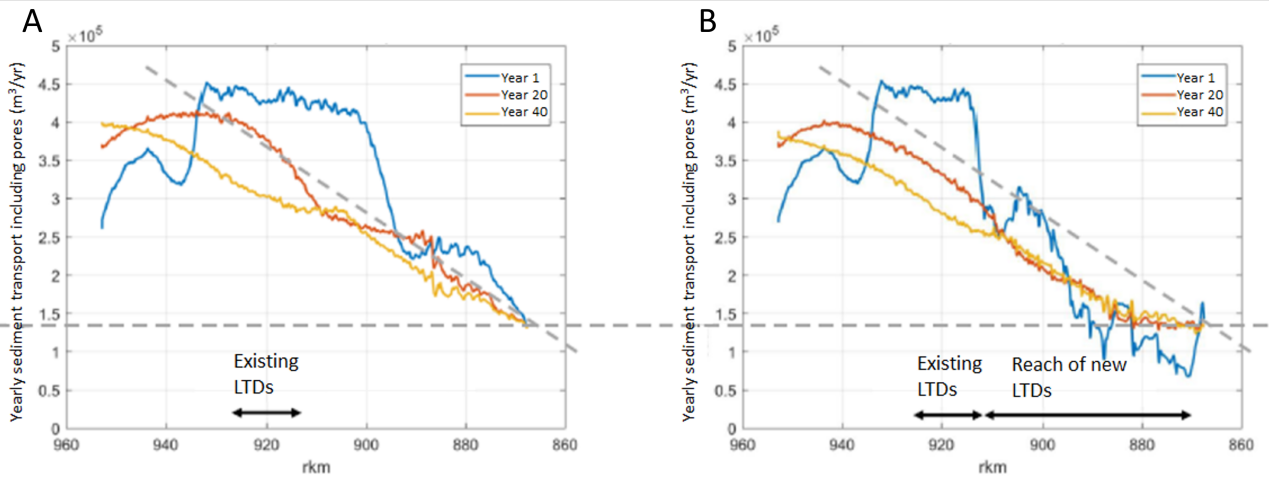 A
×10⁵
5
4.5
4
3.5
3
2.5
2
1.5
1
0.5
0
Yearly sediment transport including pores (m³/yr)
Year 1
Year 20
Year 40
Existing
LTDs
960 940 920 900 880 860
rkm
B
×10⁵
5
4.5
4
3.5
3
2.5
2
1.5
1
0.5
0
Yearly sediment transport including pores (m³/yr)
Year 1
Year 20
Year 40
Existing
LTDs
Reach of new
LTDs
960 940 920 900 880 860
rkm